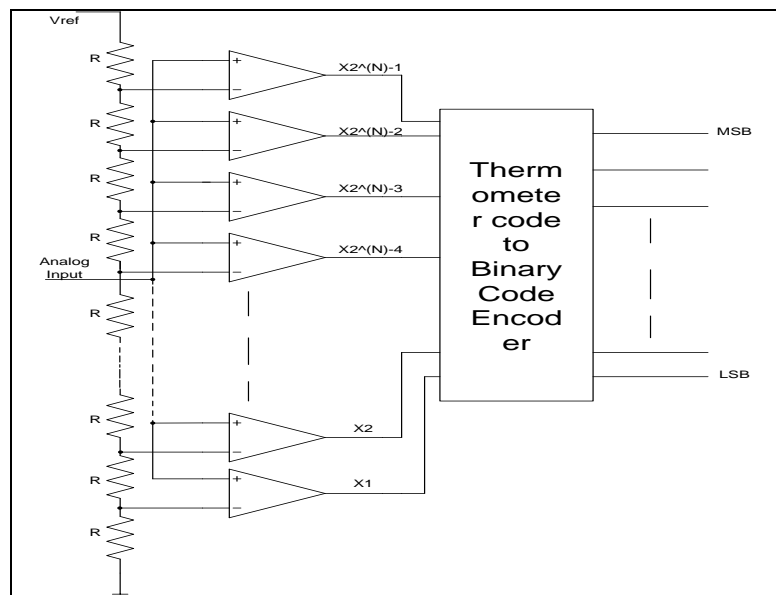 Vref
R
X2^(N)-1
R
X2^(N)-2
MSB
R
X2^(N)-3
R
X2^(N)-4
Analog
Input
R
Therm
omete
r code
to
Binary
Code
Encod
er
LSB
R
X2
R
X1
R